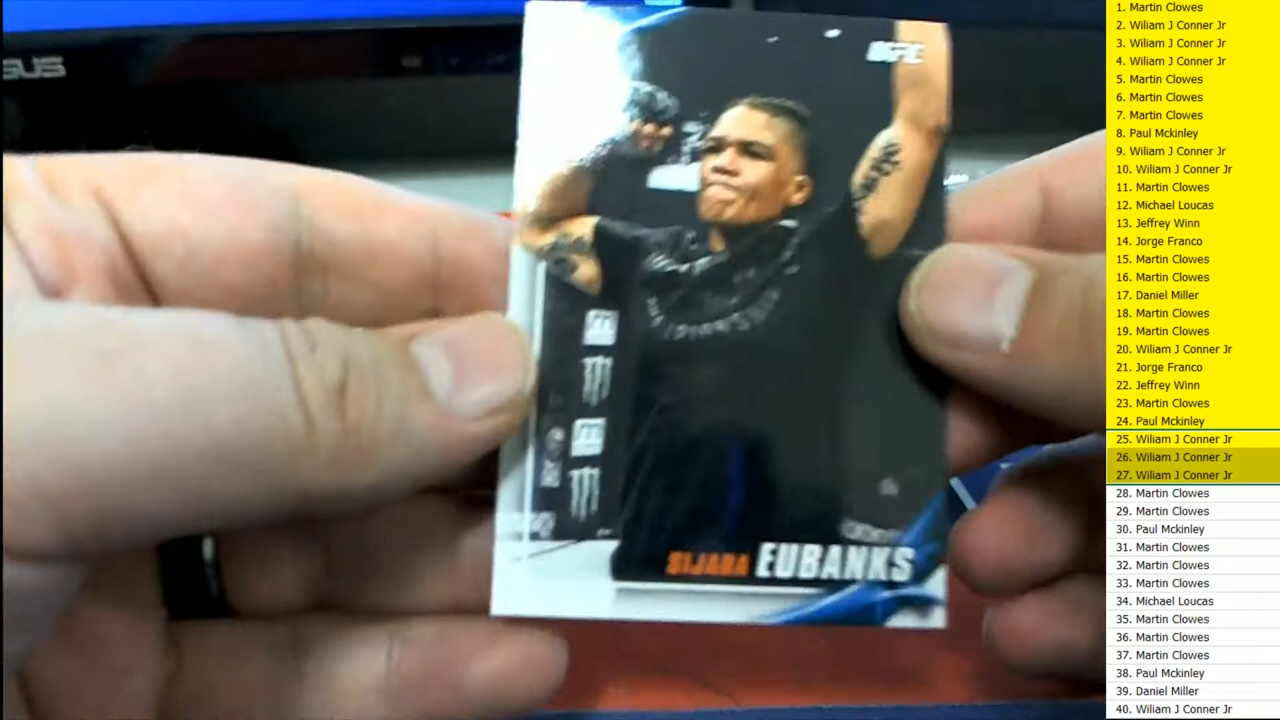 SUS
UFC
SIJARA EUBANKS
1. Martin Clowes
2. Wiliam J Conner Jr
3. Wiliam J Conner Jr
4. Wiliam J Conner Jr
5. Martin Clowes
6. Martin Clowes
7. Martin Clowes
8. Paul Mckinley
9. Wiliam J Conner Jr
10. Wiliam J Conner Jr
11. Martin Clowes
12. Michael Loucas
13. Jeffrey Winn
14. Jorge Franco
15. Martin Clowes
16. Martin Clowes
17. Daniel Miller
18. Martin Clowes
19. Martin Clowes
20. Wiliam J Conner Jr
21. Jorge Franco
22. Jeffrey Winn
23. Martin Clowes
24. Paul Mckinley
25. Wiliam J Conner Jr
26. Wiliam J Conner Jr
27. Wiliam J Conner Jr
28. Martin Clowes
29. Martin Clowes
30. Paul Mckinley
31. Martin Clowes
32. Martin Clowes
33. Martin Clowes
34. Michael Loucas
35. Martin Clowes
36. Martin Clowes
37. Martin Clowes
38. Paul Mckinley
39. Daniel Miller
40. Wiliam J Conner Jr